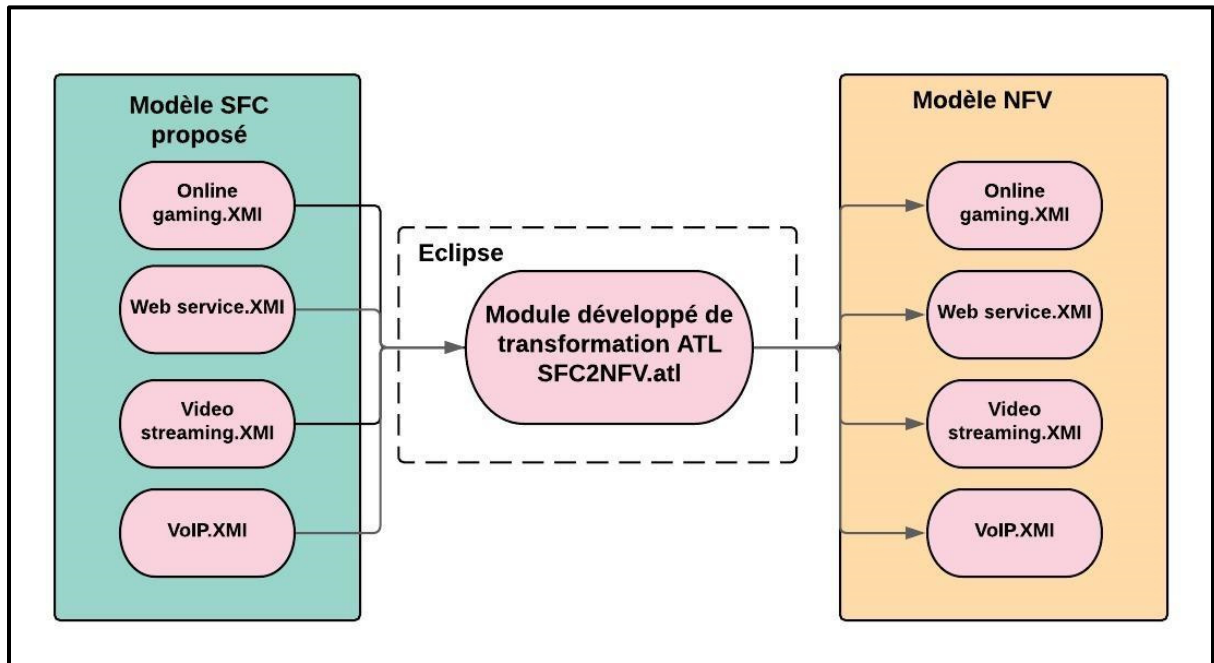 Modèle SFC
proposé
Online
gaming.XMI
Web service.XMI
Video
streaming.XMI
VoIP.XMI
Eclipse
Module développé de
transformation ATL
SFC2NFV.atl
Modèle NFV
Online
gaming.XMI
Web service.XMI
Video
streaming.XMI
VoIP.XMI